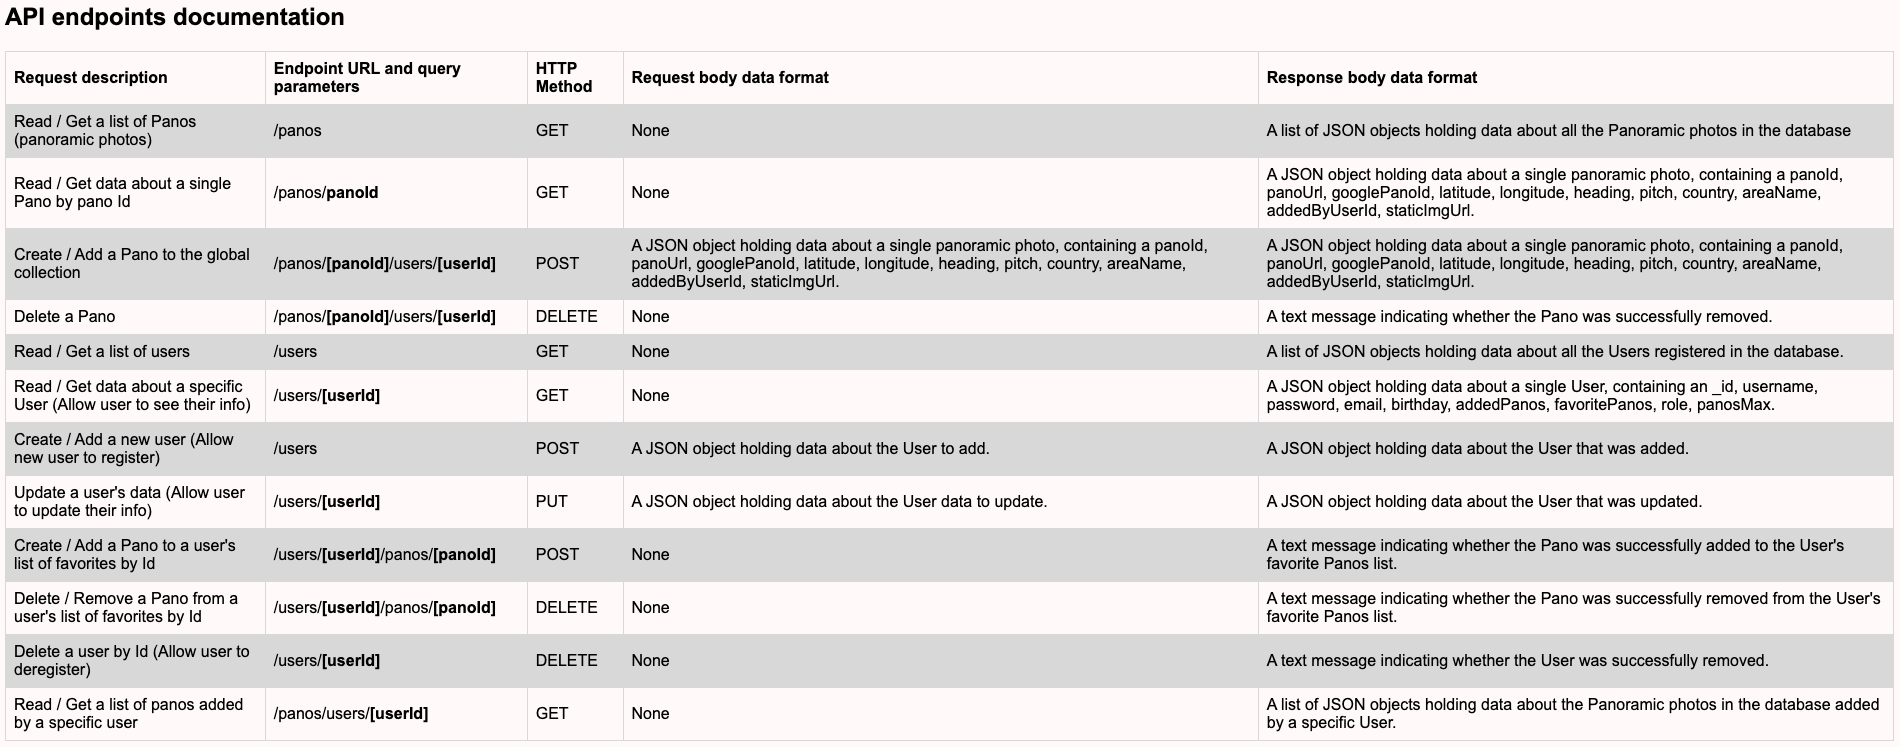 API endpoints documentation
Request description
Endpoint URL and query
parameters
HTTP
Method
Request body data format
Response body data format
Read / Get a list of Panos
(panoramic photos)
/panos
GET
None
A list of JSON objects holding data about all the Panoramic photos in the database
Read / Get data about a single
Pano by pano Id
/panos/panoId
GET
None
A JSON object holding data about a single panoramic photo, containing a panoId,
panoUrl, googlePanoId, latitude, longitude, heading, pitch, country, areaName,
addedByUserId, staticImgUrl.
Create / Add a Pano to the global
collection
/panos/[panoId]/users/[userId]
POST
A JSON object holding data about a single panoramic photo, containing a panoId,
panoUrl, googlePanoId, latitude, longitude, heading, pitch, country, areaName,
addedByUserId, staticImgUrl.
A JSON object holding data about a single panoramic photo, containing a panoId,
panoUrl, googlePanoId, latitude, longitude, heading, pitch, country, areaName,
addedByUserId, staticImgUrl.
Delete a Pano
/panos/[panoId]/users/[userId]
DELETE
None
A text message indicating whether the Pano was successfully removed.
Read / Get a list of users
/users
GET
None
A list of JSON objects holding data about all the Users registered in the database.
Read / Get data about a specific
User (Allow user to see their info)
/users/[userId]
GET
None
A JSON object holding data about a single User, containing an _id, username,
password, email, birthday, addedPanos, favoritePanos, role, panosMax.
Create / Add a new user (Allow
new user to register)
/users
POST
A JSON object holding data about the User to add.
A JSON object holding data about the User that was added.
Update a user's data (Allow user
to update their info)
/users/[userId]
PUT
A JSON object holding data about the User data to update.
A JSON object holding data about the User that was updated.
Create / Add a Pano to a user's
list of favorites by Id
/users/[userId]/panos/[panoId]
POST
None
A text message indicating whether the Pano was successfully added to the User's
favorite Panos list.
Delete / Remove a Pano from a
user's list of favorites by Id
/users/[userId]/panos/[panoId]
DELETE
None
A text message indicating whether the Pano was successfully removed from the User's
favorite Panos list.
Delete a user by Id (Allow user to
deregister)
/users/[userId]
DELETE
None
A text message indicating whether the User was successfully removed.
Read / Get a list of panos added
by a specific user
/panos/users/[userId]
GET
None
A list of JSON objects holding data about the Panoramic photos in the database added
by a specific User.